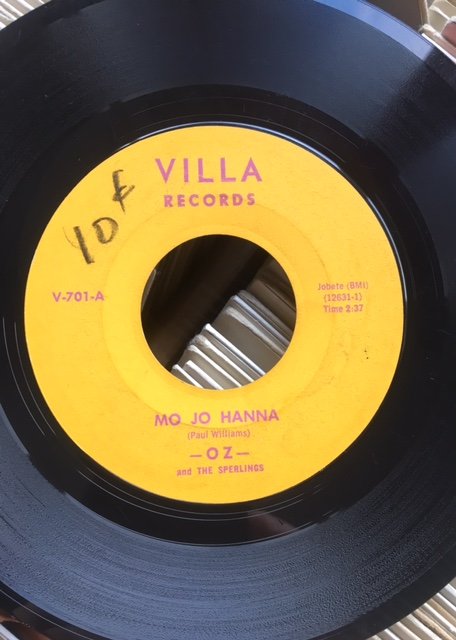 10¢
VILLA
RECORDS
V-701-A
Jobete (BMI)
(12631-1)
Time 2:37
MO JO HANNA
(Paul Williams)
—OZ—
and THE SPERLINGS